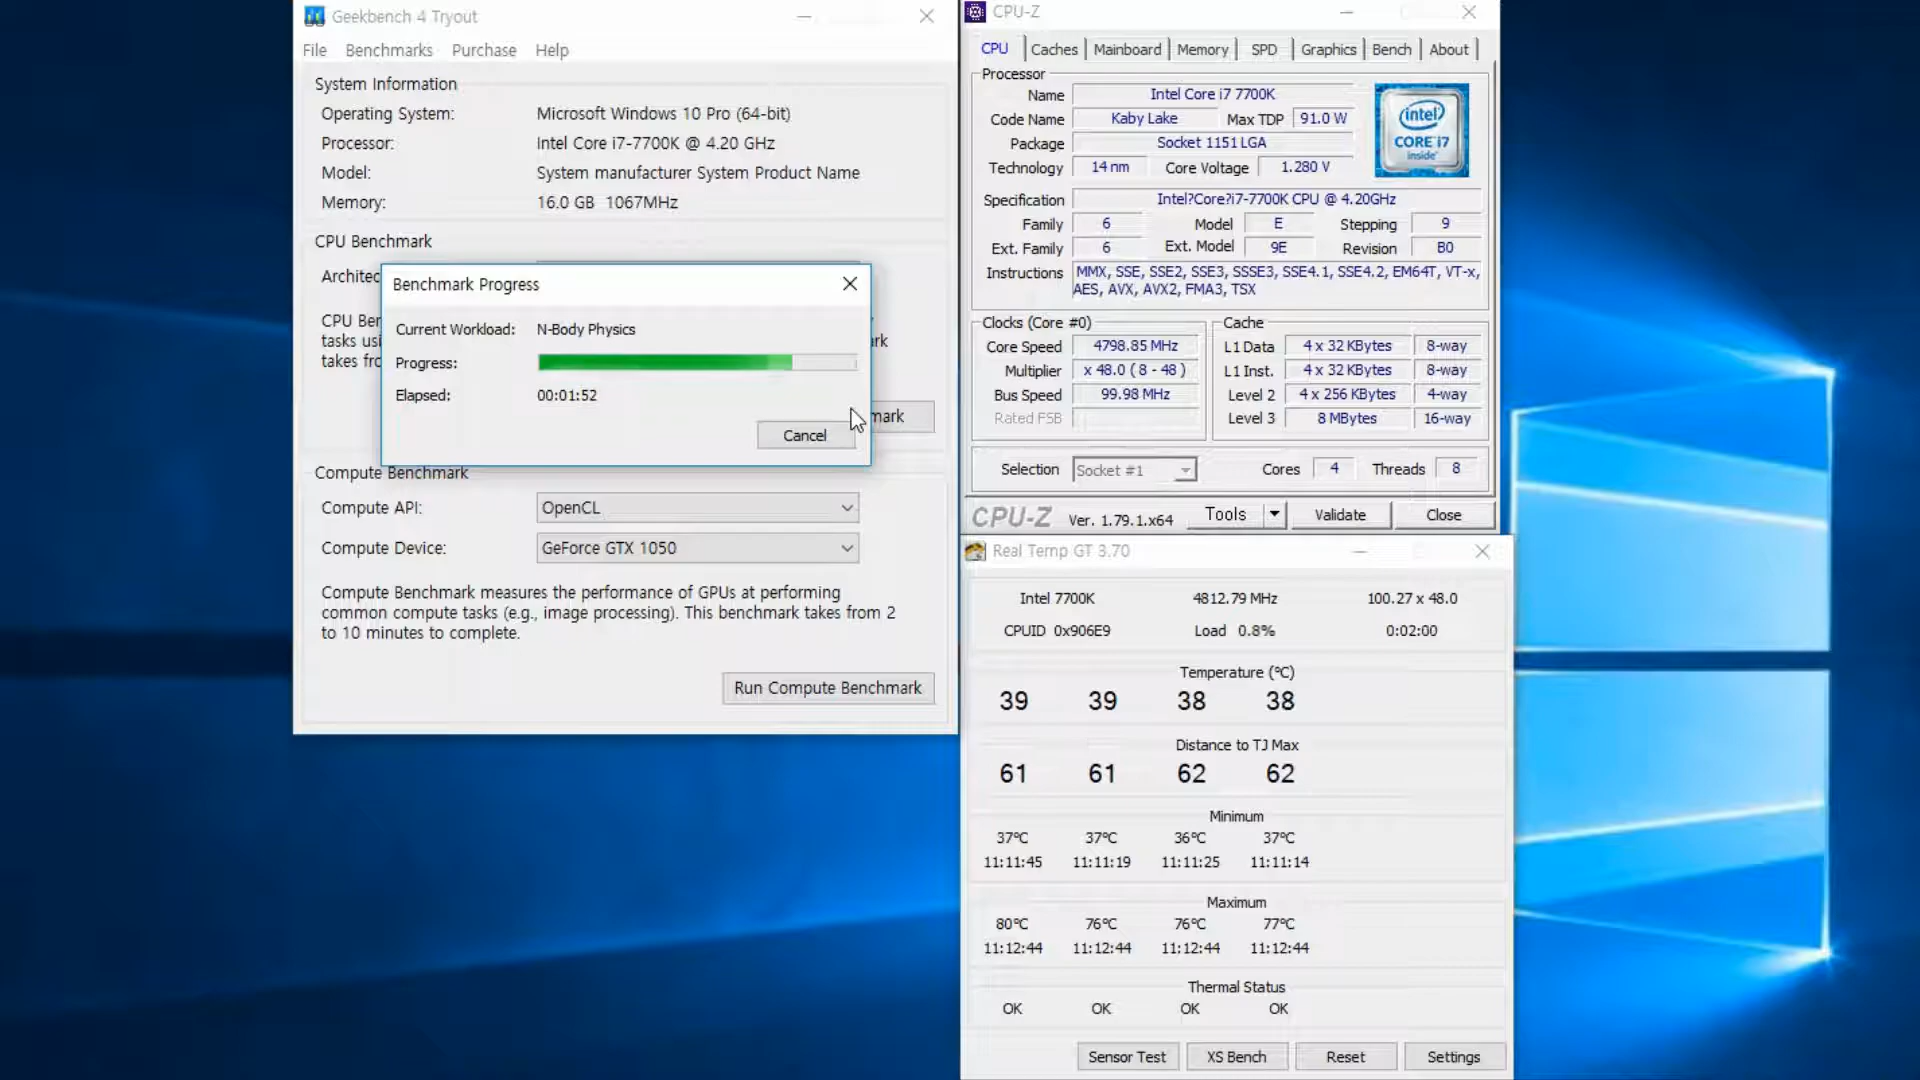 Geekbench 4 Tryout
File Benchmarks Purchase Help
System Information
Operating System: Microsoft Windows 10 Pro (64-bit)
Processor: Intel Core i7-7700K @ 4.20 GHz
Model: System manufacturer System Product Name
Memory: 16.0 GB 1067MHz
CPU Benchmark
Architec
CPU Ber
tasks usi rk
takes fro
mark
Benchmark Progress
Current Workload: N-Body Physics
Progress:
Elapsed: 00:01:52
Cancel
Compute Benchmark
Compute API: OpenCL
Compute Device: GeForce GTX 1050
Compute Benchmark measures the performance of GPUs at performing
common compute tasks (e.g., image processing). This benchmark takes from 2
to 10 minutes to complete.
Run Compute Benchmark
CPU-Z
CPU Caches Mainboard Memory SPD Graphics Bench About
Processor
Name Intel Core i7 7700K
Code Name Kaby Lake Max TDP 91.0 W
Package Socket 1151 LGA
Technology 14 nm Core Voltage 1.280 V
intel
CORE i7
inside
Specification Intel?Core?i7-7700K CPU @ 4.20GHz
Family 6 Model E Stepping 9
Ext. Family 6 Ext. Model 9E Revision B0
Instructions MMX, SSE, SSE2, SSE3, SSSE3, SSE4.1, SSE4.2, EM64T, VT-x,
AES, AVX, AVX2, FMA3, TSX
Clocks (Core #0)
Core Speed 4798.85 MHz
Multiplier x 48.0 ( 8 - 48 )
Bus Speed 99.98 MHz
Rated FSB
Cache
L1 Data 4 x 32 KBytes 8-way
L1 Inst. 4 x 32 KBytes 8-way
Level 2 4 x 256 KBytes 4-way
Level 3 8 MBytes 16-way
Selection Socket #1 Cores 4 Threads 8
CPU-Z Ver. 1.79.1.x64 Tools Validate Close
Real Temp GT 3.70
Intel 7700K 4812.79 MHz 100.27 x 48.0
CPUID 0x906E9 Load 0.8% 0:02:00
Temperature (℃)
39 39 38 38
Distance to TJ Max
61 61 62 62
Minimum
37℃ 37℃ 36℃ 37℃
11:11:45 11:11:19 11:11:25 11:11:14
Maximum
80℃ 76℃ 76℃ 77℃
11:12:44 11:12:44 11:12:44 11:12:44
Thermal Status
OK OK OK OK
Sensor Test XS Bench Reset Settings